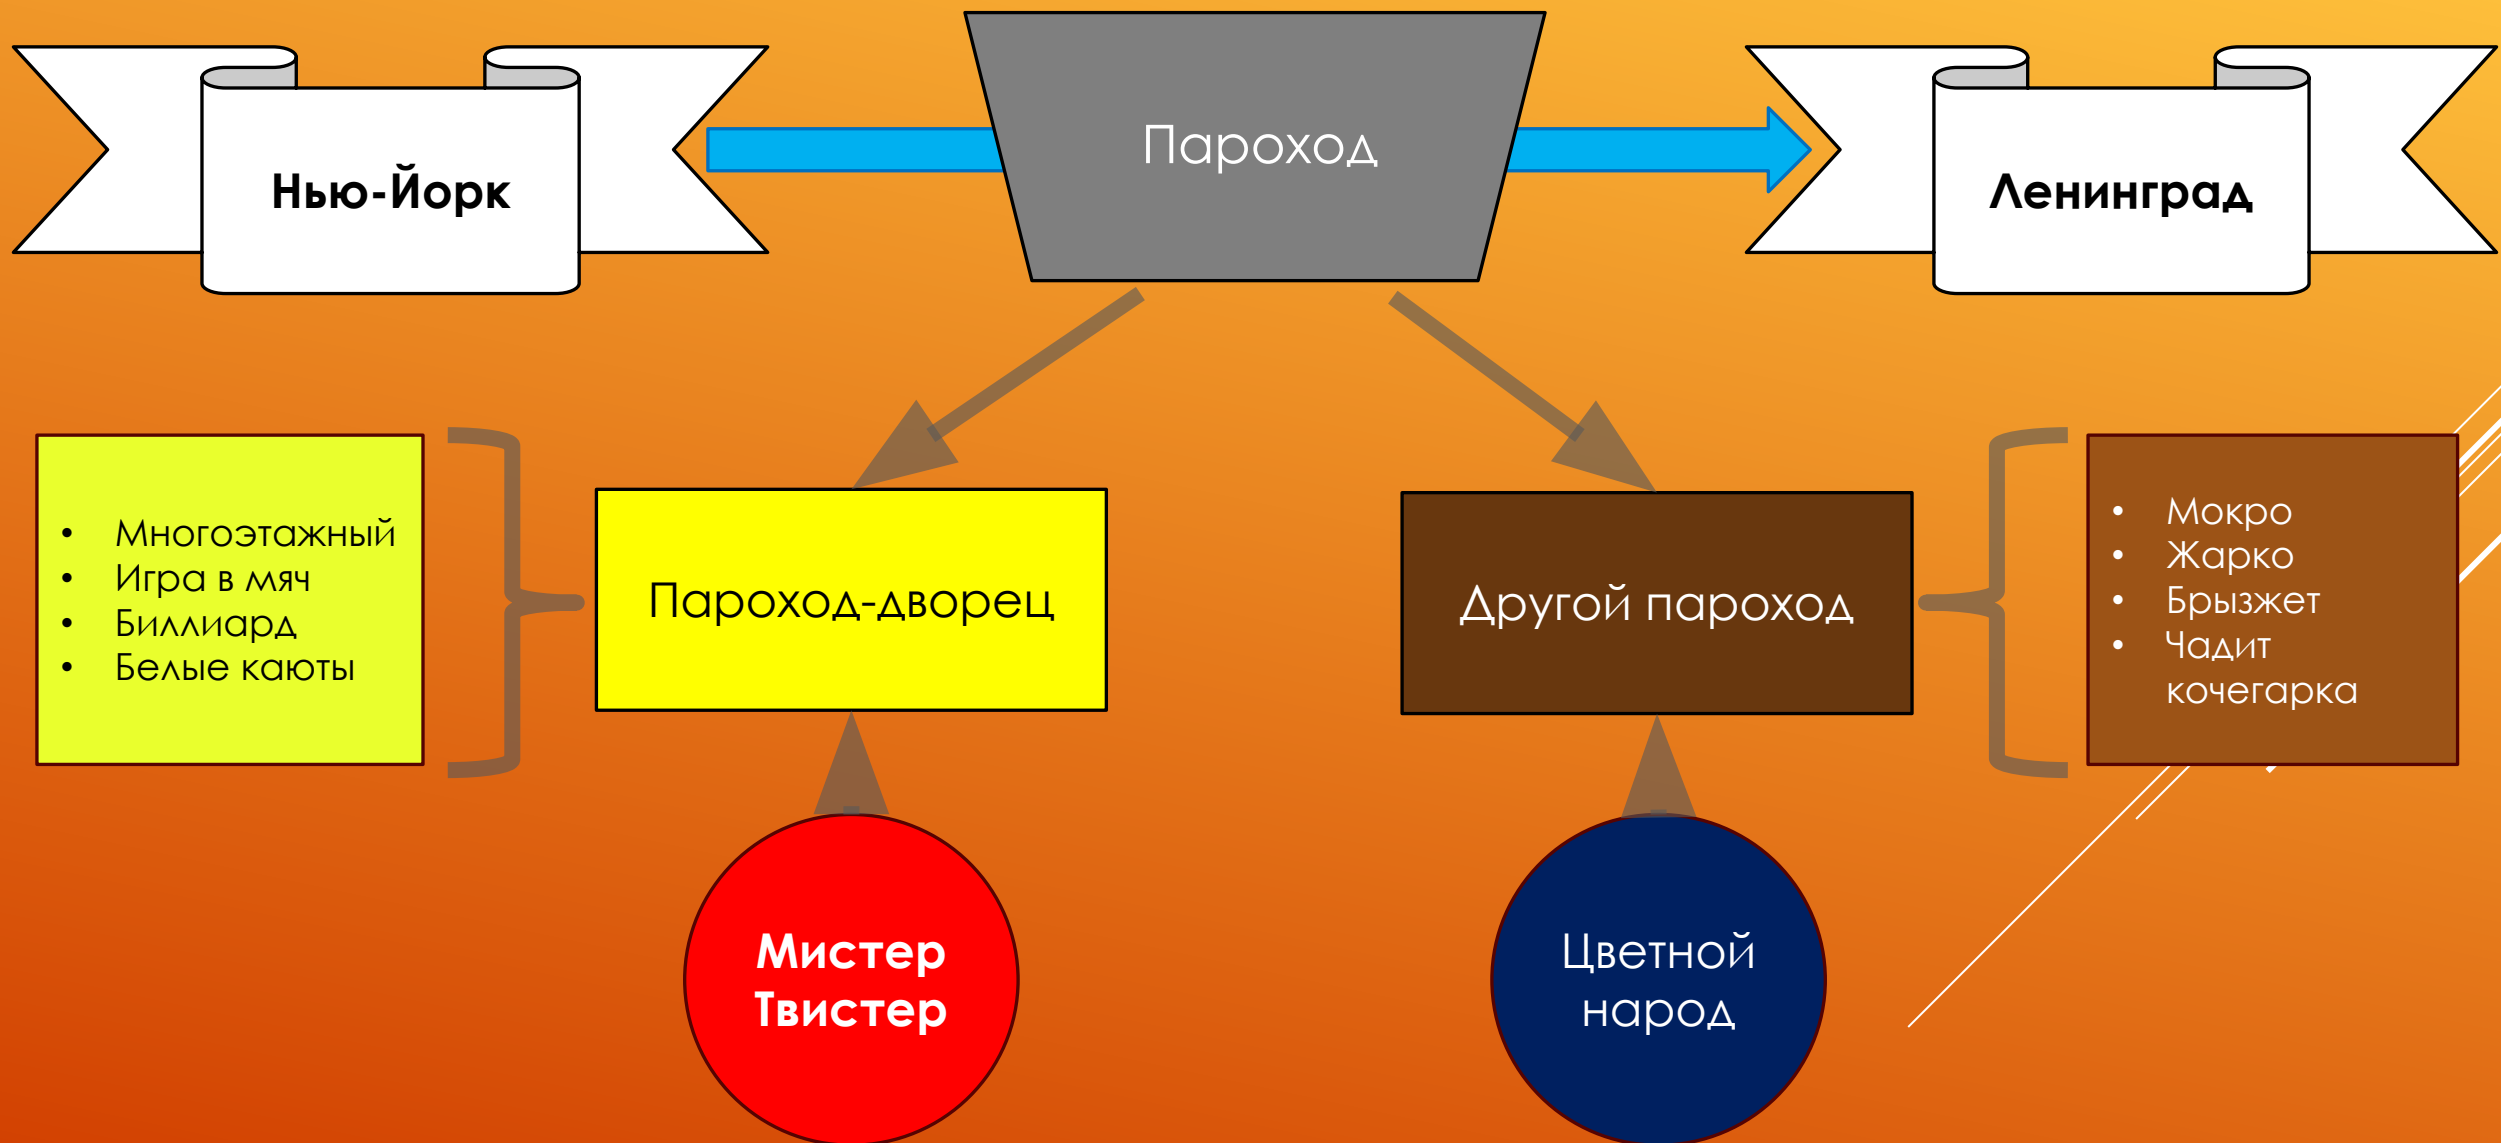 Нью-Йорк
Пароход
Ленинград
• Многоэтажный
• Игра в мяч
• Биллиард
• Белые каюты
Пароход-дворец
Другой пароход
• Мокро
• Жарко
• Брызжет
• Чадит
кочегарка
Мистер
Твистер
Цветной
народ